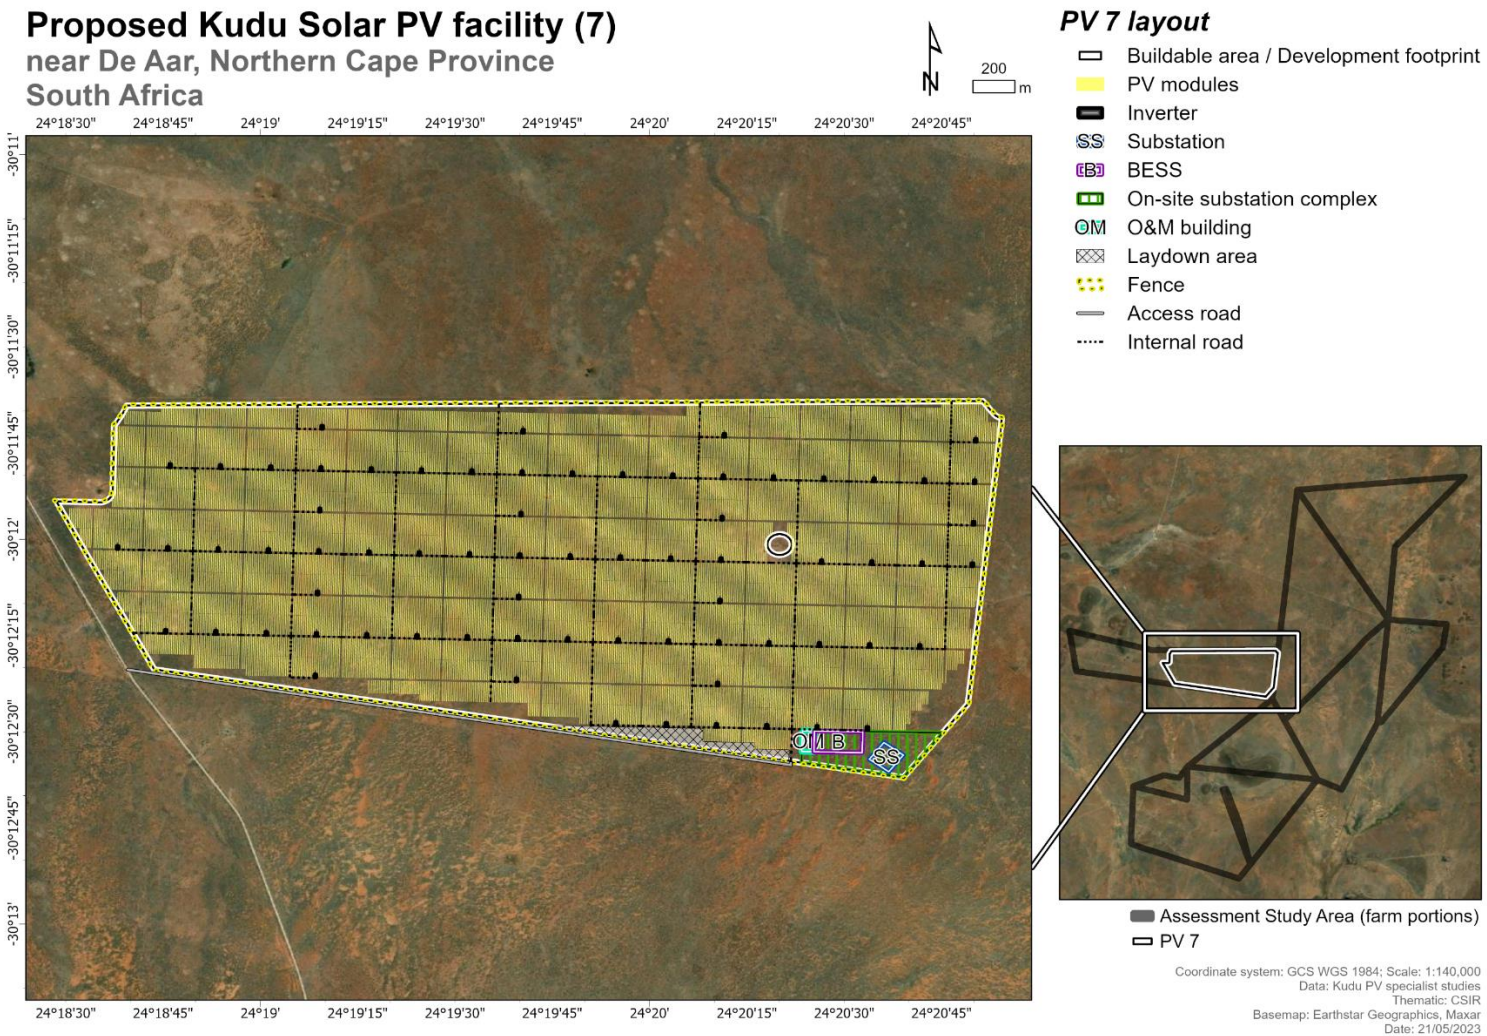 Proposed Kudu Solar PV facility (7)
near De Aar, Northern Cape Province
South Africa
N
200
m
PV 7 layout
Buildable area / Development footprint
PV modules
Inverter
SS Substation
B BESS
On-site substation complex
OM O&M building
Laydown area
Fence
Access road
Internal road
24°18'30" 24°18'45" 24°19' 24°19'15" 24°19'30" 24°19'45" 24°20' 24°20'15" 24°20'30" 24°20'45"
-30°11'
-30°11'15"
-30°11'30"
-30°11'45"
-30°12'
-30°12'15"
-30°12'30"
-30°12'45"
-30°13'
OM B
SS
24°18'30" 24°18'45" 24°19' 24°19'15" 24°19'30" 24°19'45" 24°20' 24°20'15" 24°20'30" 24°20'45"
Assessment Study Area (farm portions)
PV 7
Coordinate system: GCS WGS 1984; Scale: 1:140,000
Data: Kudu PV specialist studies
Thematic: CSIR
Basemap: Earthstar Geographics, Maxar
Date: 21/05/2023